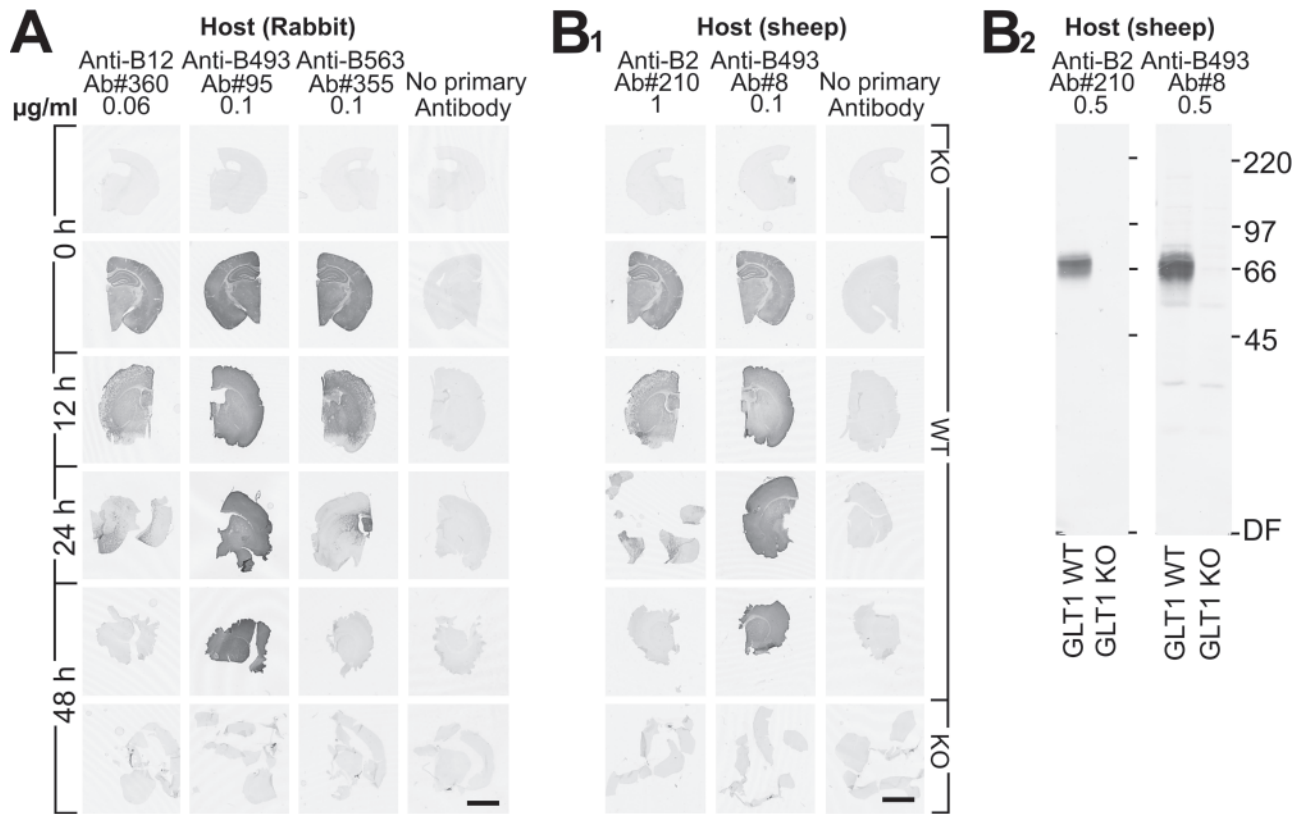 A
Host (Rabbit)
Anti-B12 Anti-B493 Anti-B563
Ab#360 Ab#95 Ab#355 No primary
µg/ml 0.06 0.1 0.1 Antibody
0 h
12 h
24 h
48 h
B1
Host (sheep)
Anti-B2 Anti-B493
Ab#210 Ab#8 No primary
1 0.1 Antibody
KO
WT
KO
B2
Host (sheep)
Anti-B2 Anti-B493
Ab#210 Ab#8
0.5 0.5
220
97
66
45
DF
GLT1 WT
GLT1 KO
GLT1 WT
GLT1 KO